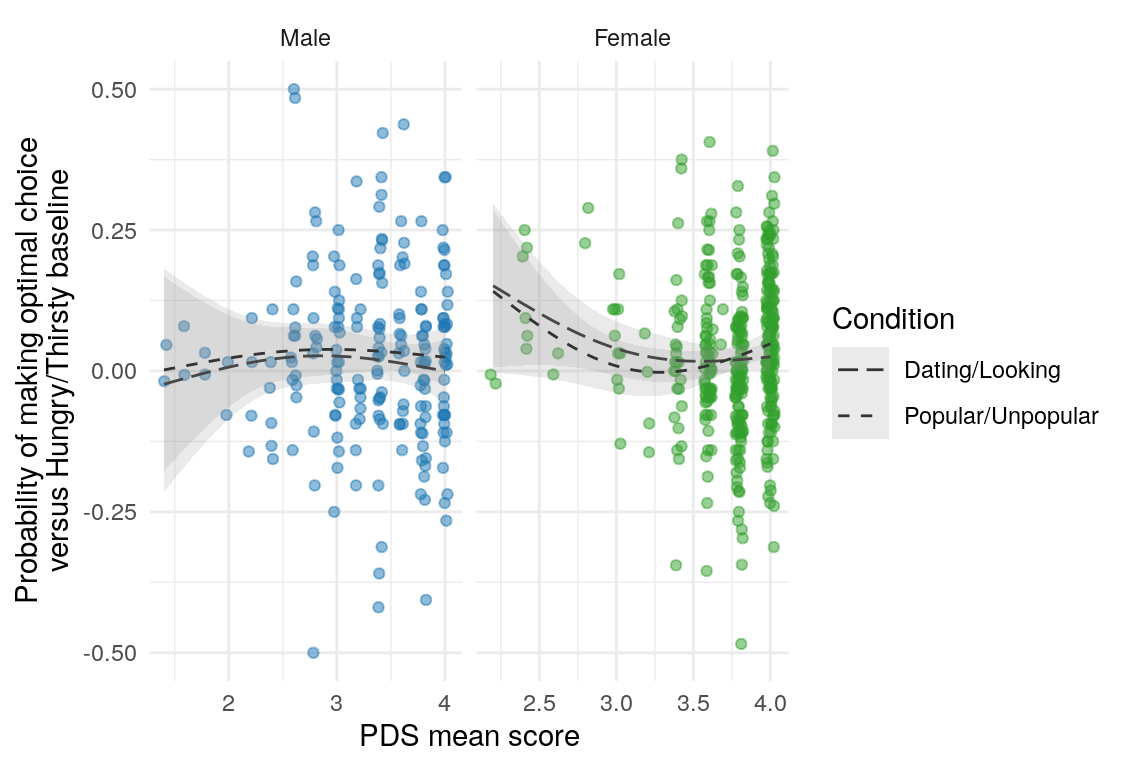 Male
Female
Probability of making optimal choice
versus Hungry/Thirsty baseline
0.50
0.25
0.00
-0.25
-0.50
2
3
4
2.5
3.0
3.5
4.0
PDS mean score
Condition
Dating/Looking
Popular/Unpopular